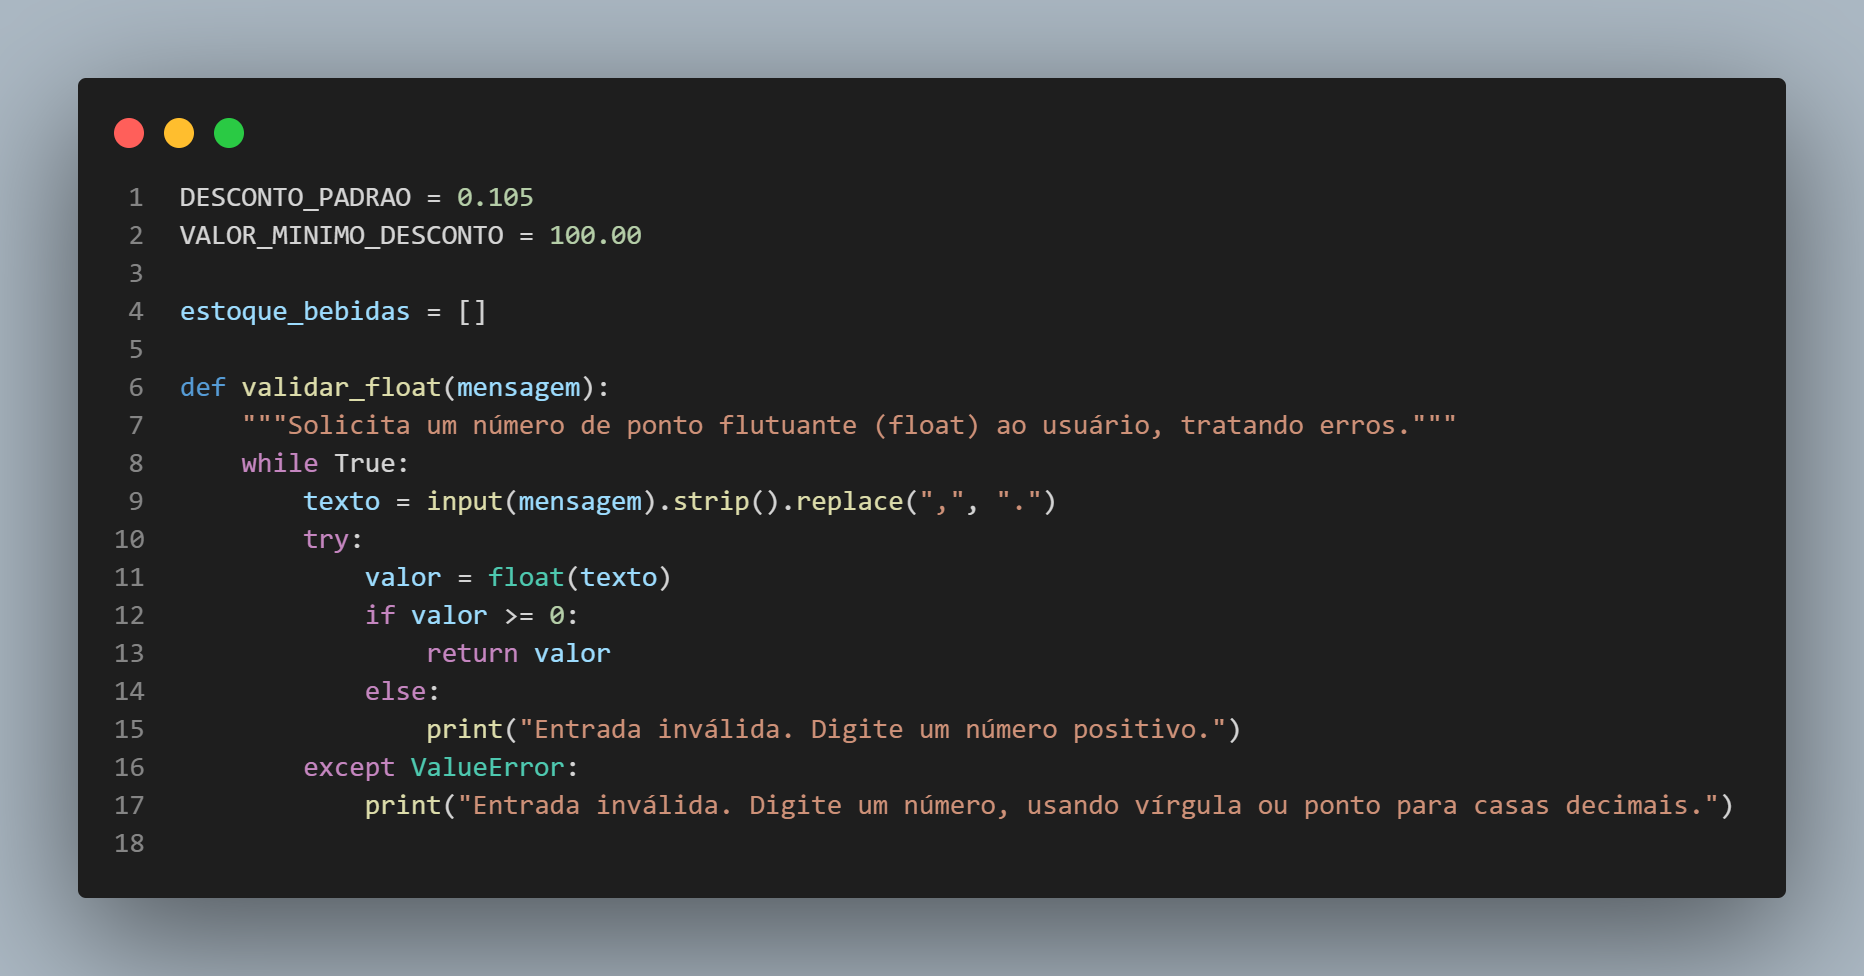 1 DESCONTO_PADRAO = 0.105
2 VALOR_MINIMO_DESCONTO = 100.00
3
4 estoque_bebidas = []
5
6 def validar_float(mensagem):
7     """Solicita um número de ponto flutuante (float) ao usuário, tratando erros."""
8     while True:
9         texto = input(mensagem).strip().replace(",", ".")
10         try:
11             valor = float(texto)
12             if valor >= 0:
13                 return valor
14             else:
15                 print("Entrada inválida. Digite um número positivo.")
16         except ValueError:
17             print("Entrada inválida. Digite um número, usando vírgula ou ponto para casas decimais.")
18